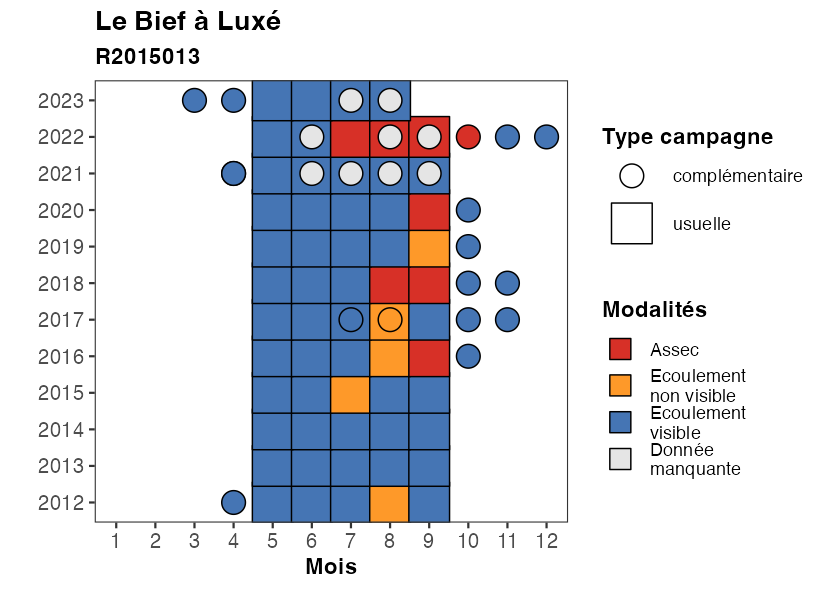 Le Bief à Luxé
R2015013
2023
2022
2021
2020
2019
2018
2017
2016
2015
2014
2013
2012
1 2 3 4 5 6 7 8 9 10 11 12
Mois
Type campagne
complémentaire
usuelle
Modalités
Assec
Ecoulement
non visible
Ecoulement
visible
Donnée
manquante